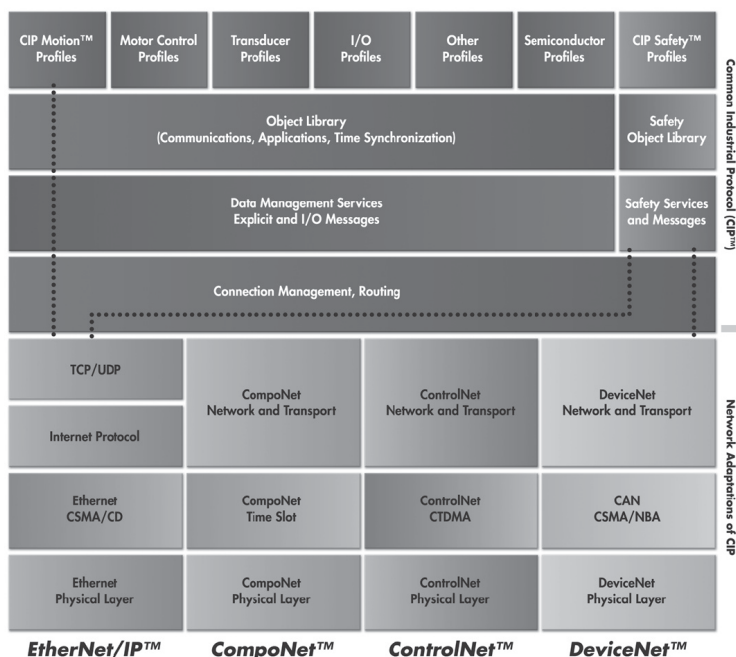 CIP Motion™
Profiles
Motor Control
Profiles
Transducer
Profiles
I/O
Profiles
Other
Profiles
Semiconductor
Profiles
CIP Safety™
Profiles
Object Library
(Communications, Applications, Time Synchronization)
Safety
Object Library
Data Management Services
Explicit and I/O Messages
Safety Services
and Messages
Connection Management, Routing
Common Industrial Protocol (CIP™)
TCP/UDP
Internet Protocol
CompoNet
Network and Transport
ControlNet
Network and Transport
DeviceNet
Network and Transport
Ethernet
CSMA/CD
CompoNet
Time Slot
ControlNet
CTDMA
CAN
CSMA/NBA
Ethernet
Physical Layer
CompoNet
Physical Layer
ControlNet
Physical Layer
DeviceNet
Physical Layer
Network Adaptations of CIP
EtherNet/IP™
CompoNet™
ControlNet™
DeviceNet™